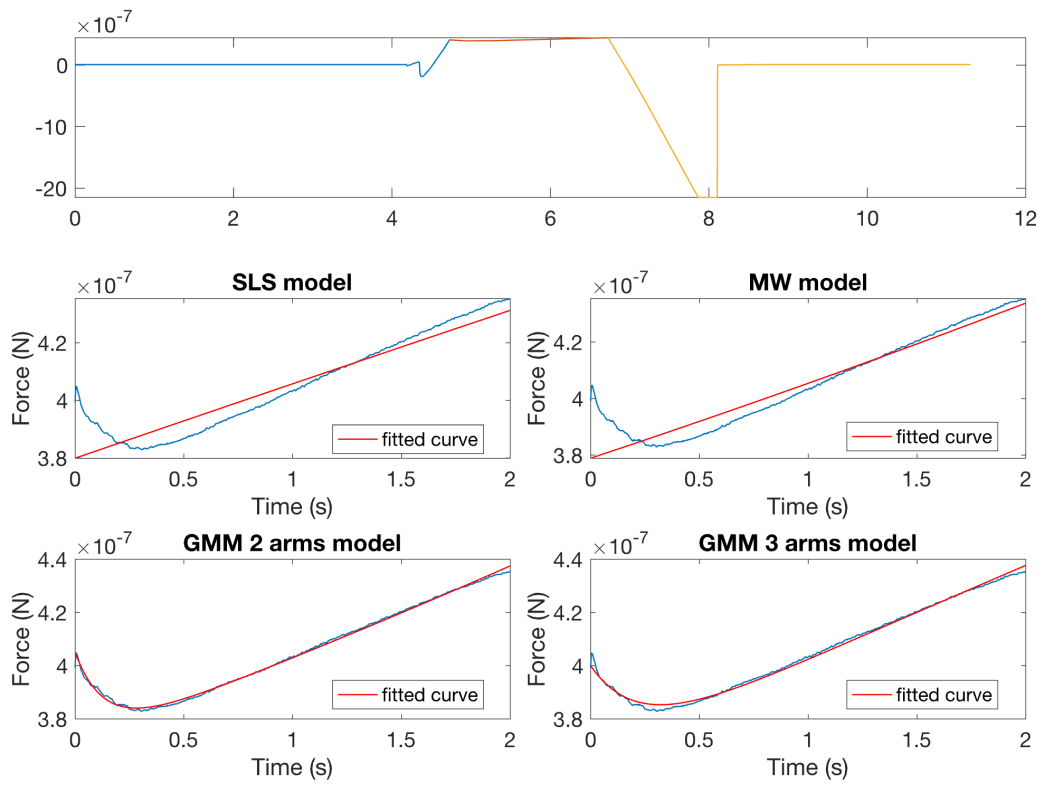 ×10⁻⁷
0
-10
-20
0 2 4 6 8 10 12
SLS model
×10⁻⁷
Force (N)
4.2
4
3.8
fitted curve
0 0.5 1 1.5 2
Time (s)
MW model
×10⁻⁷
Force (N)
4.2
4
3.8
fitted curve
0 0.5 1 1.5 2
Time (s)
GMM 2 arms model
×10⁻⁷
Force (N)
4.4
4.2
4
3.8
fitted curve
0 0.5 1 1.5 2
Time (s)
GMM 3 arms model
×10⁻⁷
Force (N)
4.4
4.2
4
3.8
fitted curve
0 0.5 1 1.5 2
Time (s)